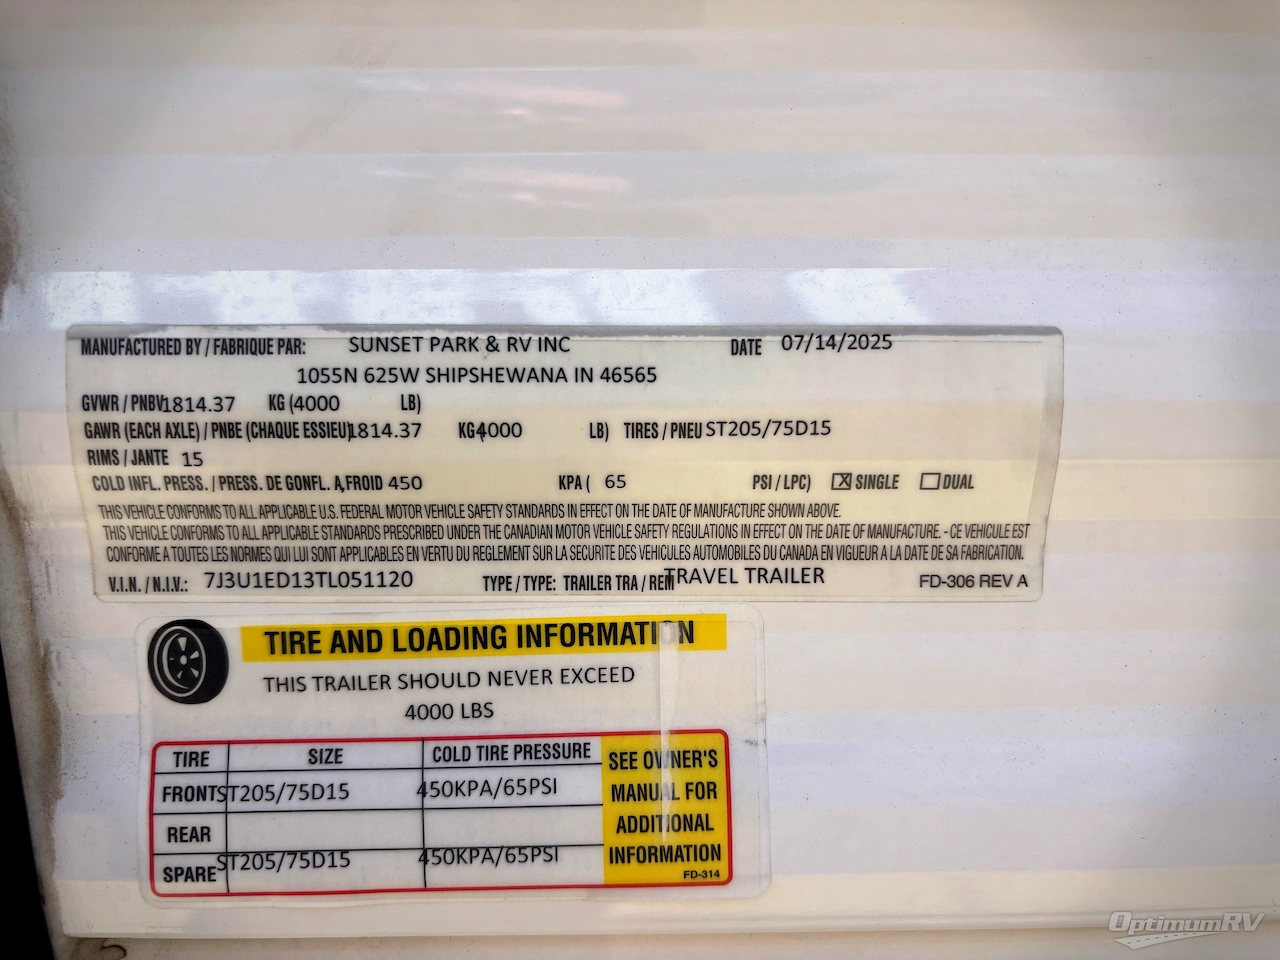 MANUFACTURED BY / FABRIQUE PAR: SUNSET PARK & RV INC DATE 07/14/2025
1055N 625W SHIPSHEWANA IN 46565
GVWR / PNBV 1814.37 KG (4000 LB)
GAWR (EACH AXLE) / PNBE (CHAQUE ESSIEU) 1814.37 KG (4000 LB) TIRES / PNEU ST205/75D15
RIMS / JANTE 15
COLD INFL. PRESS. / PRESS. DE GONFL. A FROID 450 KPA ( 65 PSI / LPC) ☒ SINGLE ☐ DUAL
THIS VEHICLE CONFORMS TO ALL APPLICABLE U.S. FEDERAL MOTOR VEHICLE SAFETY STANDARDS IN EFFECT ON THE DATE OF MANUFACTURE SHOWN ABOVE.
THIS VEHICLE CONFORMS TO ALL APPLICABLE STANDARDS PRESCRIBED UNDER THE CANADIAN MOTOR VEHICLE SAFETY REGULATIONS IN EFFECT ON THE DATE OF MANUFACTURE. - CE VEHICULE EST
CONFORME A TOUTES LES NORMES QUI LUI SONT APPLICABLES EN VERTU DU REGLEMENT SUR LA SECURITE DES VEHICULES AUTOMOBILES DU CANADA EN VIGUEUR A LA DATE DE SA FABRICATION.
V.I.N. / N.I.V.: 7J3U1ED13TL051120 TYPE / TYPE: TRAILER TRA / REM TRAVEL TRAILER FD-306 REV A
TIRE AND LOADING INFORMATION
THIS TRAILER SHOULD NEVER EXCEED
4000 LBS
TIRE SIZE COLD TIRE PRESSURE
FRONT ST205/75D15 450KPA/65PSI
REAR
SPARE ST205/75D15 450KPA/65PSI
SEE OWNER'S
MANUAL FOR
ADDITIONAL
INFORMATION
FD-314
OptimumRV